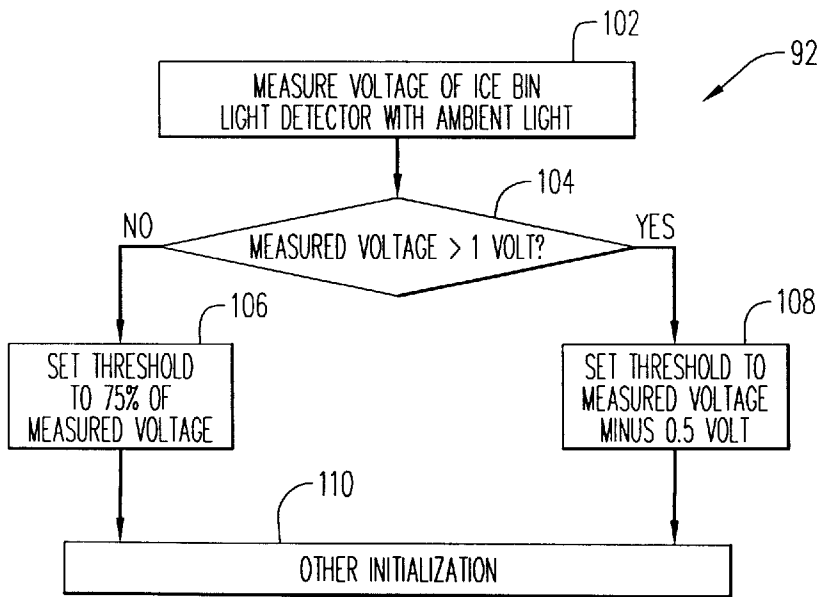 102
92
MEASURE VOLTAGE OF ICE BIN
LIGHT DETECTOR WITH AMBIENT LIGHT
104
NO
YES
MEASURED VOLTAGE > 1 VOLT?
106
108
SET THRESHOLD
TO 75% OF
MEASURED VOLTAGE
SET THRESHOLD TO
MEASURED VOLTAGE
MINUS 0.5 VOLT
110
OTHER INITIALIZATION